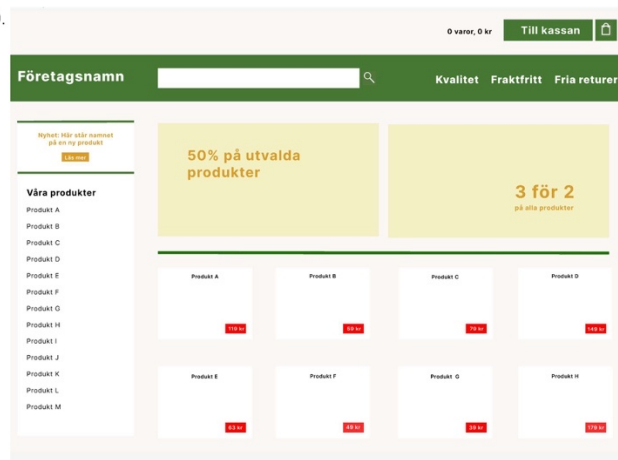 0 varor, 0 kr
Till kassan
Företagsnamn
Kvalitet Fraktfritt Fria returer
Nyhet: Här står namnet
på en ny produkt
Läs mer
50% på utvalda
produkter
3 för 2
på alla produkter
Våra produkter
Produkt A
Produkt B
Produkt C
Produkt D
Produkt E
Produkt F
Produkt G
Produkt H
Produkt I
Produkt J
Produkt K
Produkt L
Produkt M
Produkt A
Produkt B
Produkt C
Produkt D
119 kr
59 kr
79 kr
149 kr
Produkt E
Produkt F
Produkt G
Produkt H
63 kr
49 kr
39 kr
179 kr